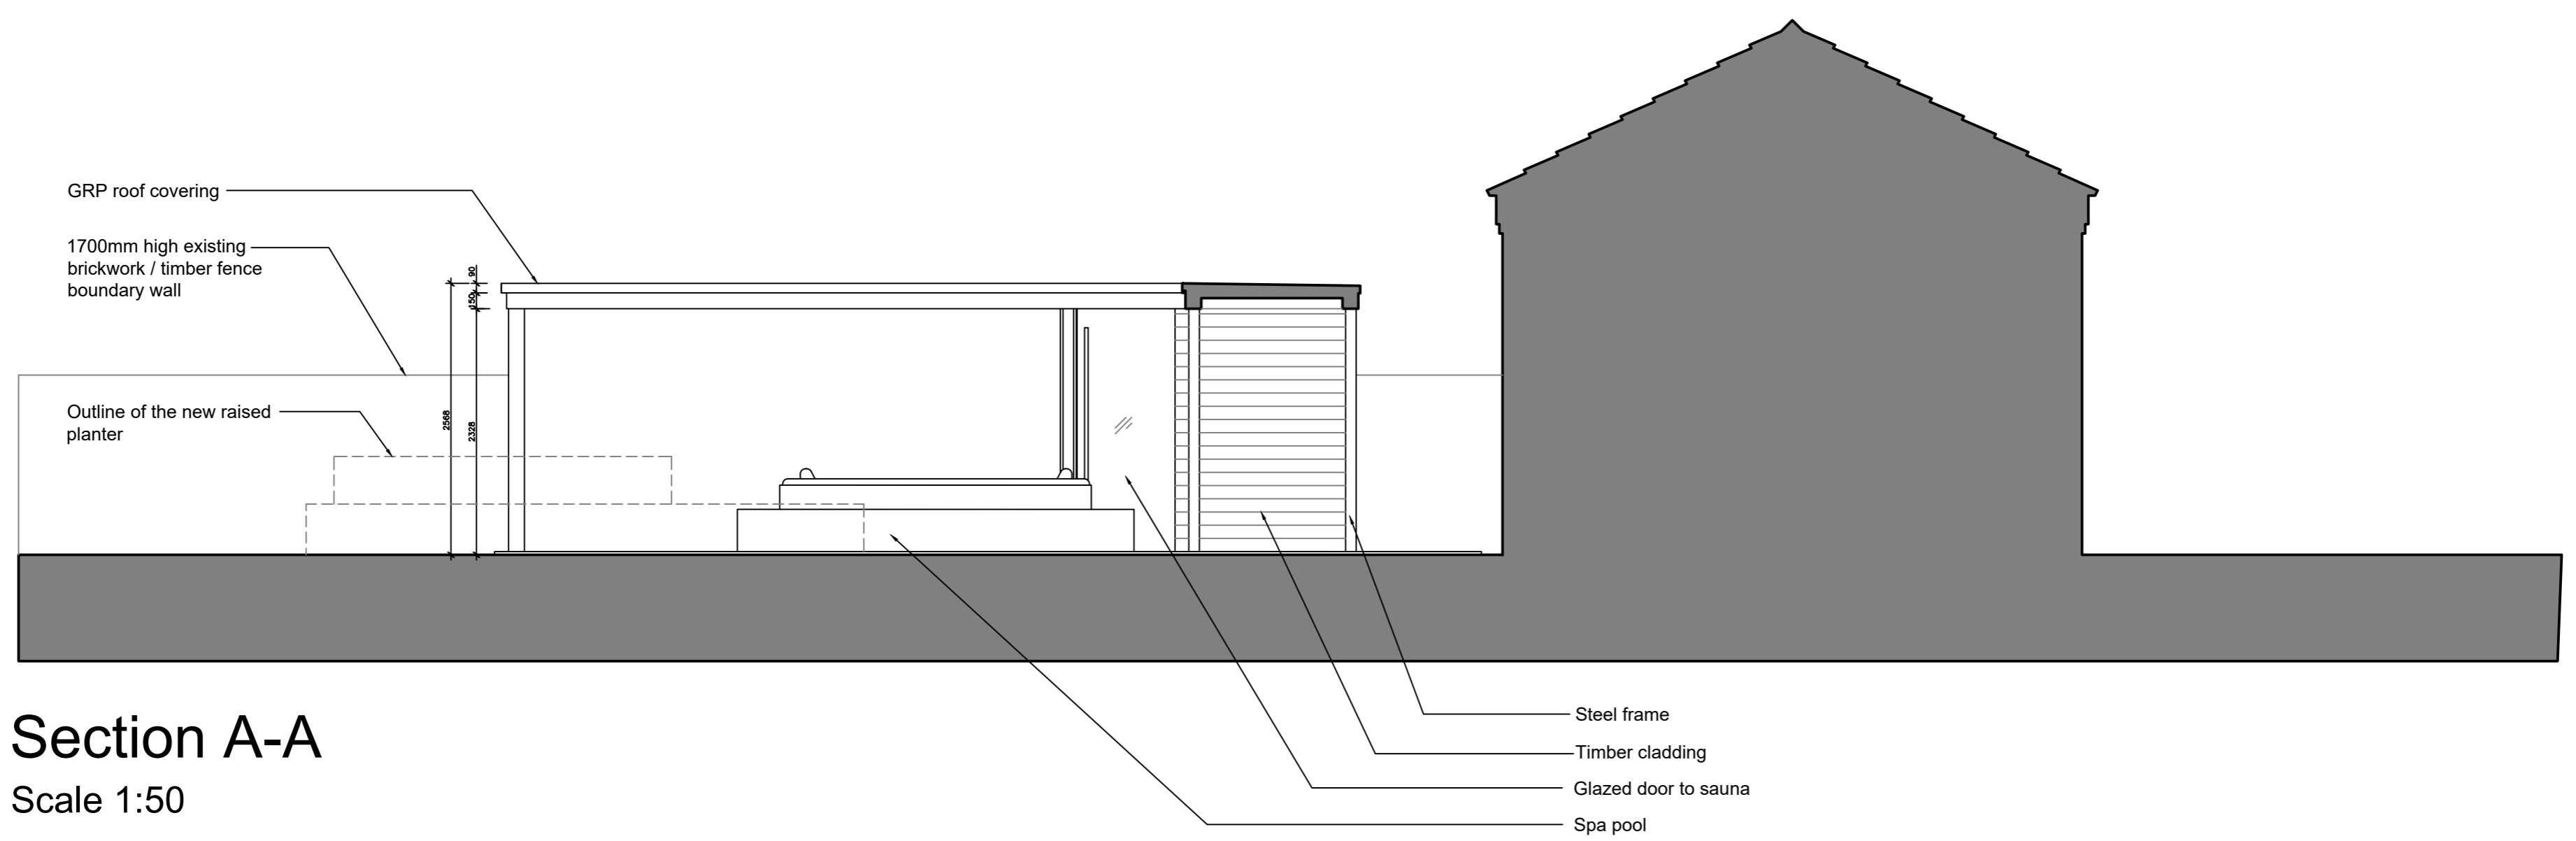 GRP roof covering
1700mm high existing
brickwork / timber fence
boundary wall
90
150
2568
2328
Outline of the new raised
planter
Steel frame
Timber cladding
Glazed door to sauna
Spa pool
Section A-A
Scale 1:50